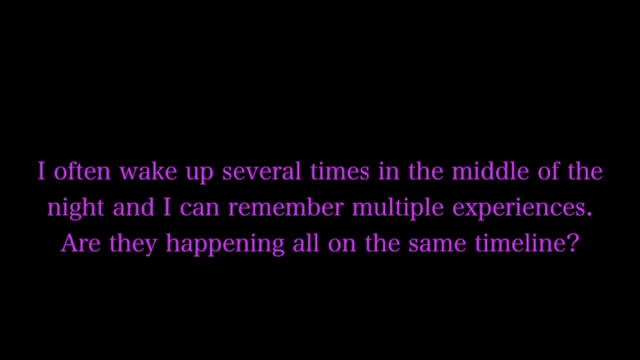 I often wake up several times in the middle of the
night and I can remember multiple experiences.
Are they happening all on the same timeline?